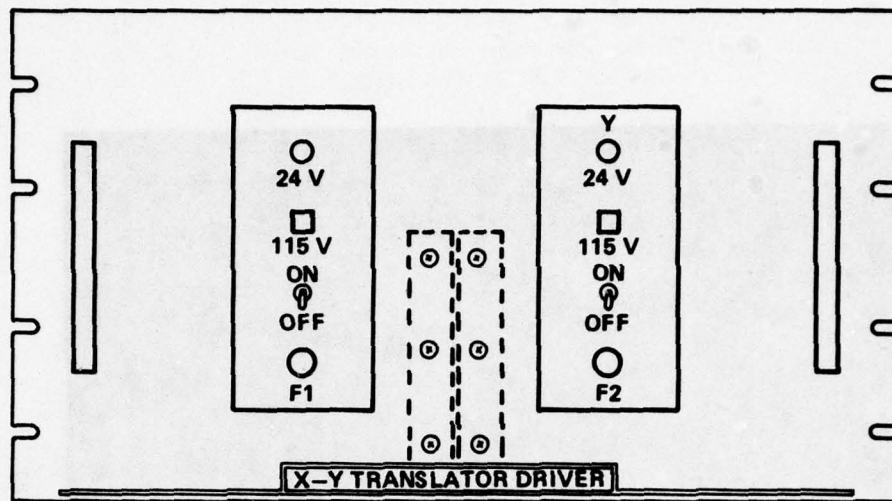 24 V
115 V
ON
OFF
F1
Y
24 V
115 V
ON
OFF
F2
X–Y TRANSLATOR DRIVER